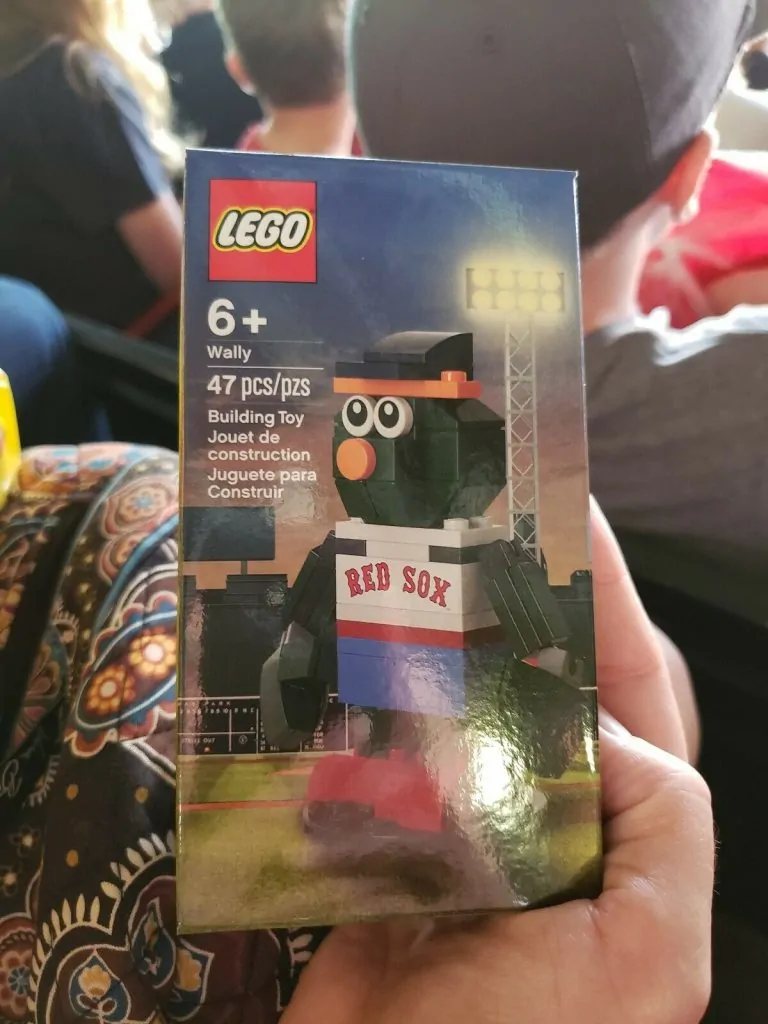 LEGO
6+
Wally
47 pcs/pzs
Building Toy
Jouet de
construction
Juguete para
Construir
RED SOX